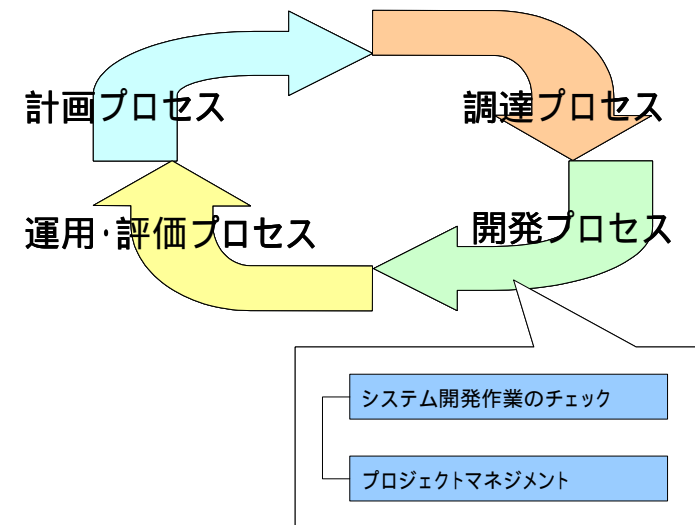 計画プロセス
調達プロセス
運用・評価プロセス
開発プロセス
システム開発作業のチェック
プロジェクトマネジメント